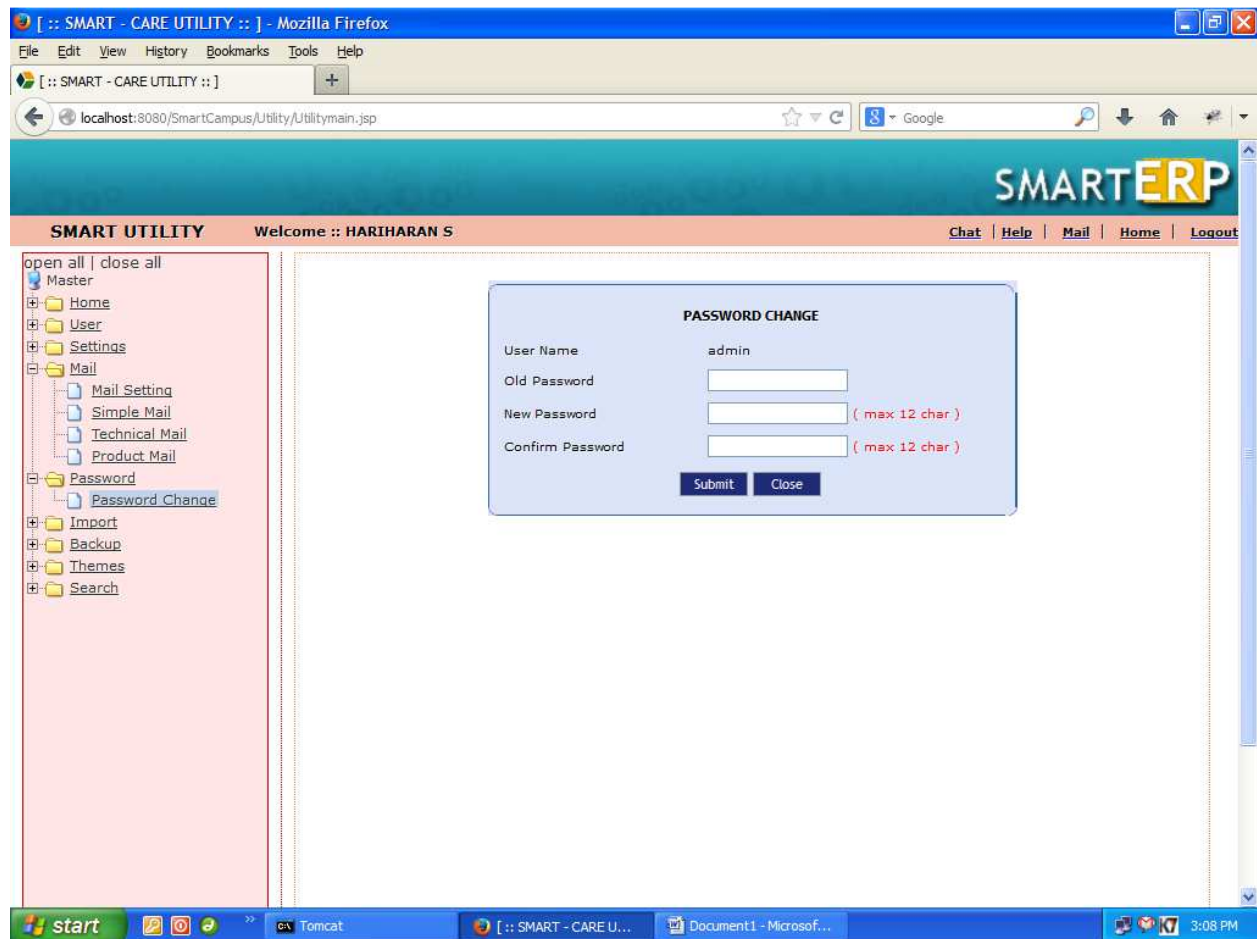 [ :: SMART - CARE UTILITY :: ] - Mozilla Firefox
File Edit View History Bookmarks Tools Help
[ :: SMART - CARE UTILITY :: ] +
localhost:8080/SmartCampus/Utility/Utilitymain.jsp
8 Google
SMARTERP
SMART UTILITY Welcome :: HARIHARAN S Chat | Help | Mail | Home | Logout
open all | close all
Master
Home
User
Settings
Mail
Mail Setting
Simple Mail
Technical Mail
Product Mail
Password
Password Change
Import
Backup
Themes
Search
PASSWORD CHANGE
User Name admin
Old Password
New Password ( max 12 char )
Confirm Password ( max 12 char )
Submit Close
start » Tomcat [ :: SMART - CARE U... Document1 - Microsof... K7 3:08 PM